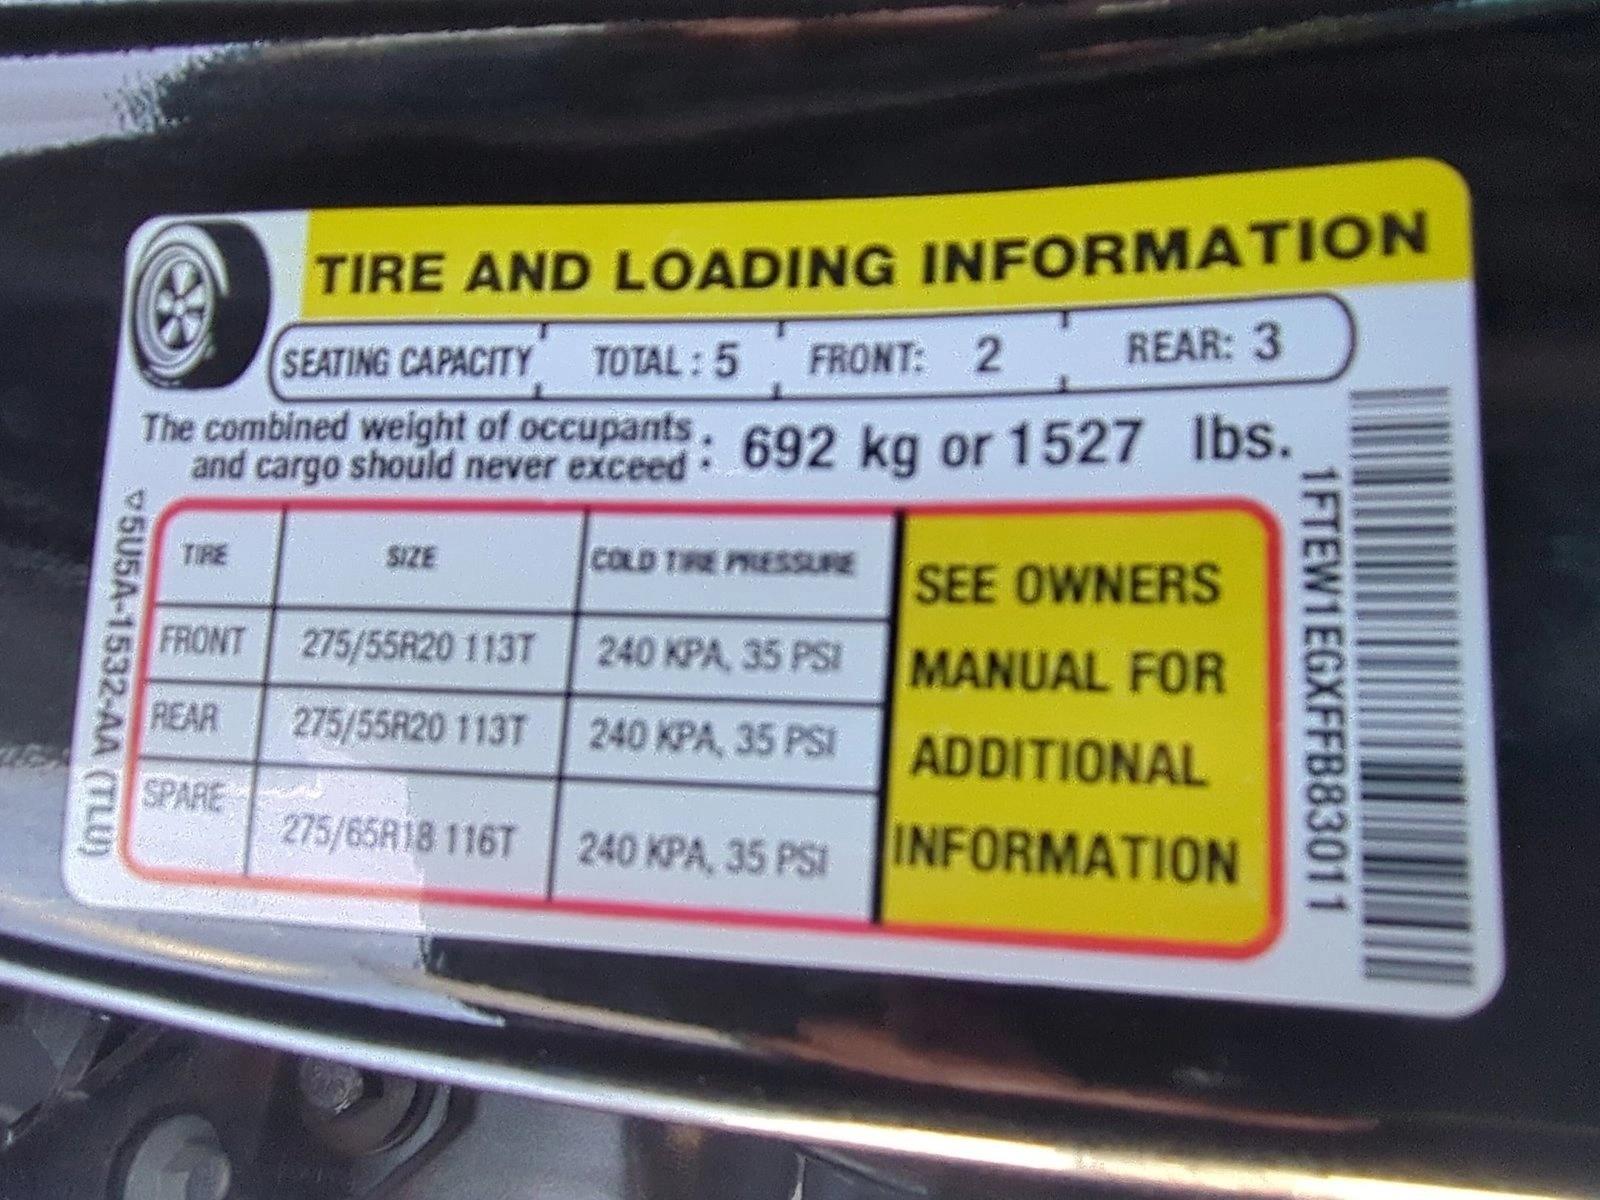 TIRE AND LOADING INFORMATION
SEATING CAPACITY TOTAL : 5 FRONT: 2 REAR: 3
The combined weight of occupants
and cargo should never exceed : 692 kg or 1527 lbs.
TIRE SIZE COLD TIRE PRESSURE
FRONT 275/55R20 113T 240 KPA, 35 PSI
REAR 275/55R20 113T 240 KPA, 35 PSI
SPARE 275/65R18 116T 240 KPA, 35 PSI
SEE OWNERS
MANUAL FOR
ADDITIONAL
INFORMATION
▽5U5A-1532-AA (TLU)
1FTEW1EGXFFB83011